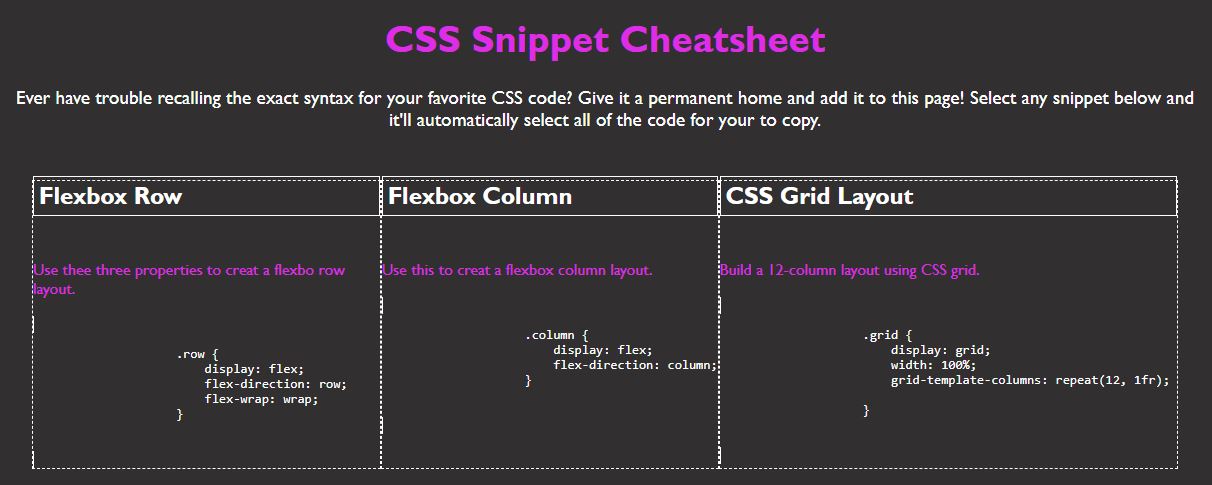 CSS Snippet Cheatsheet
Ever have trouble recalling the exact syntax for your favorite CSS code? Give it a permanent home and add it to this page! Select any snippet below and
it'll automatically select all of the code for your to copy.
Flexbox Row
Use thee three properties to creat a flexbo row
layout.
.row {
    display: flex;
    flex-direction: row;
    flex-wrap: wrap;
}
Flexbox Column
Use this to creat a flexbox column layout.
.column {
    display: flex;
    flex-direction: column;
}
CSS Grid Layout
Build a 12-column layout using CSS grid.
.grid {
    display: grid;
    width: 100%;
    grid-template-columns: repeat(12, 1fr);
}